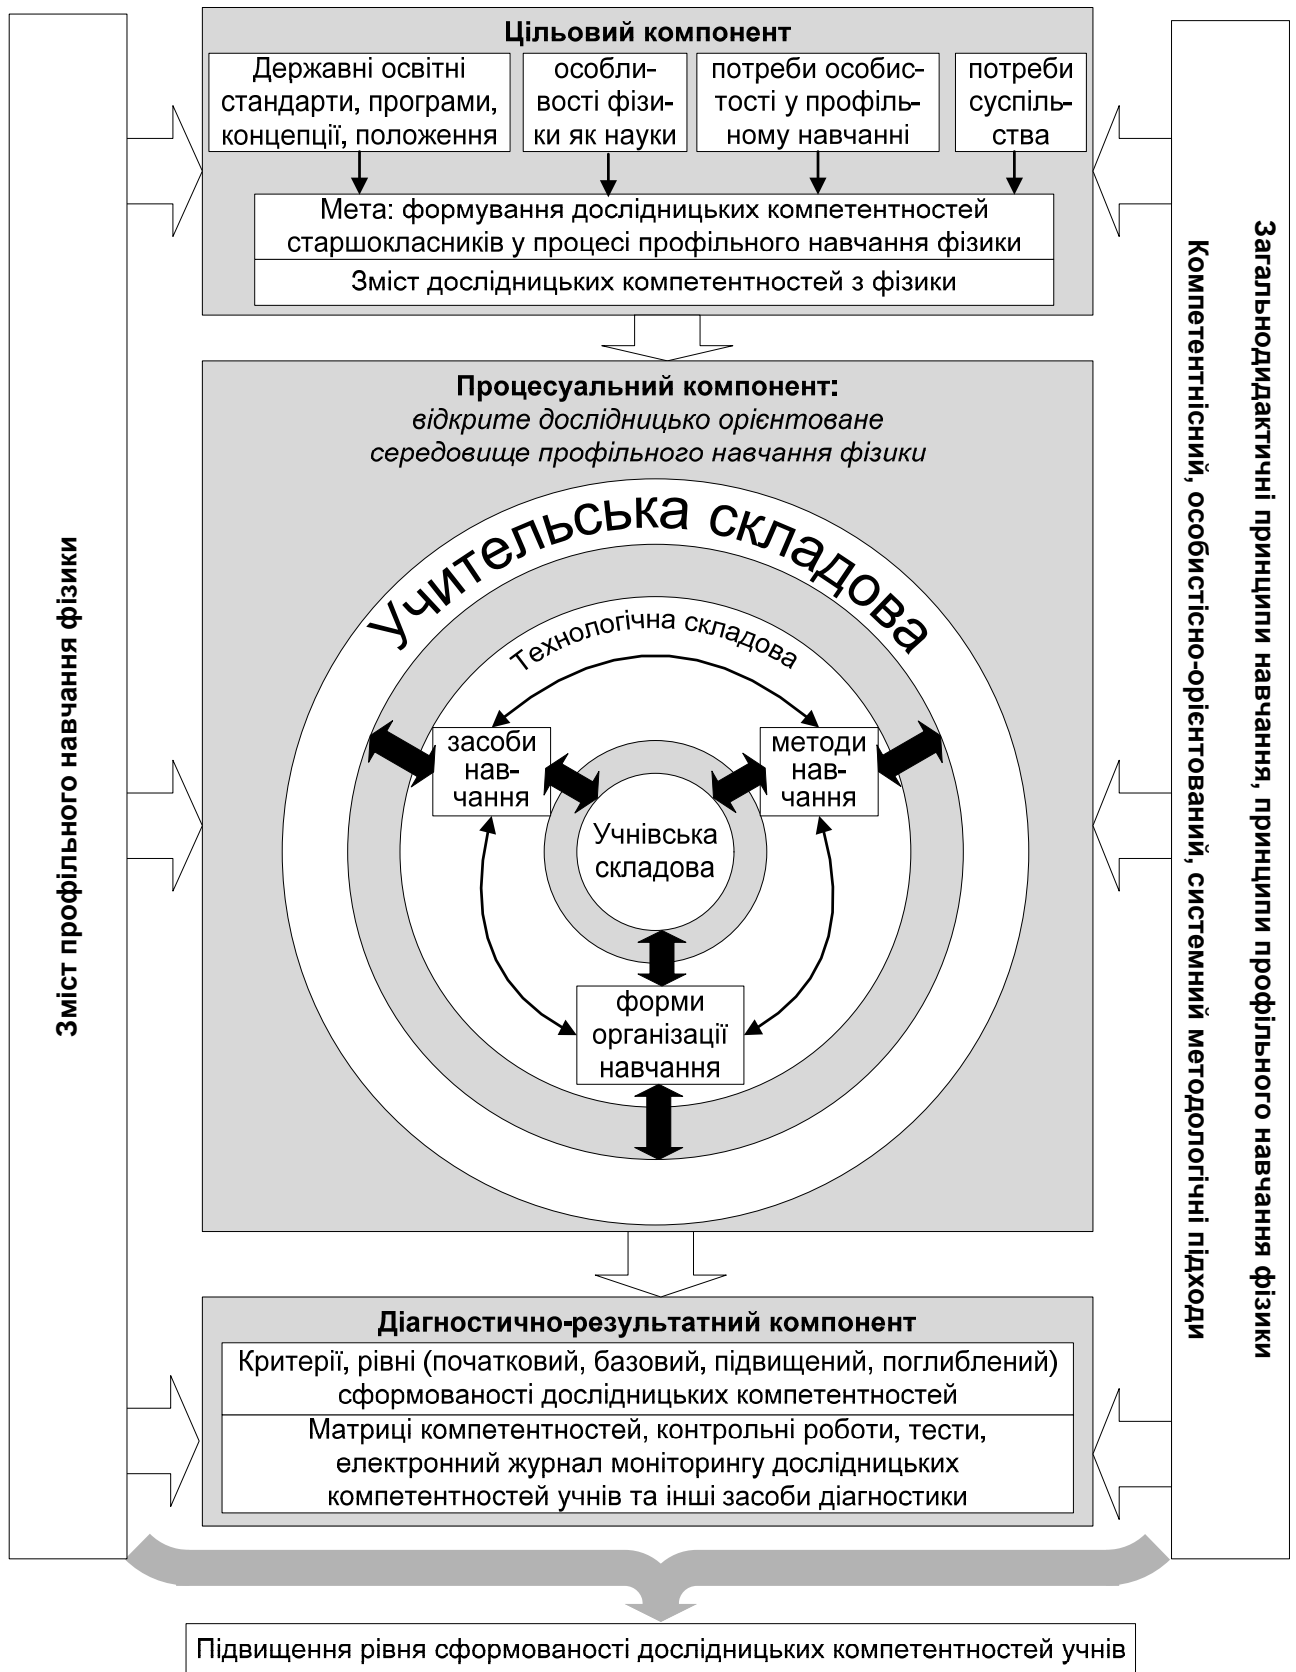 Цільовий компонент
Державні освітні
стандарти, програми,
концепції, положення
особли-
вості фізи-
ки як науки
потреби особис-
тості у профіль-
ному навчанні
потреби
суспіль-
ства
Мета: формування дослідницьких компетентностей
старшокласників у процесі профільного навчання фізики
Зміст дослідницьких компетентностей з фізики
Зміст профільного навчання фізики
Процесуальний компонент:
відкрите дослідницько орієнтоване
середовище профільного навчання фізики
Учительська складова
Технологічна складова
засоби
нав-
чання
методи
нав-
чання
Учнівська
складова
форми
організації
навчання
Загальнодидактичні принципи навчання, принципи профільного навчання фізики
Компетентнісний, особистісно-орієнтований, системний методологічні підходи
Діагностично-результатний компонент
Критерії, рівні (початковий, базовий, підвищений, поглиблений)
сформованості дослідницьких компетентностей
Матриці компетентностей, контрольні роботи, тести,
електронний журнал моніторингу дослідницьких
компетентностей учнів та інші засоби діагностики
Підвищення рівня сформованості дослідницьких компетентностей учнів